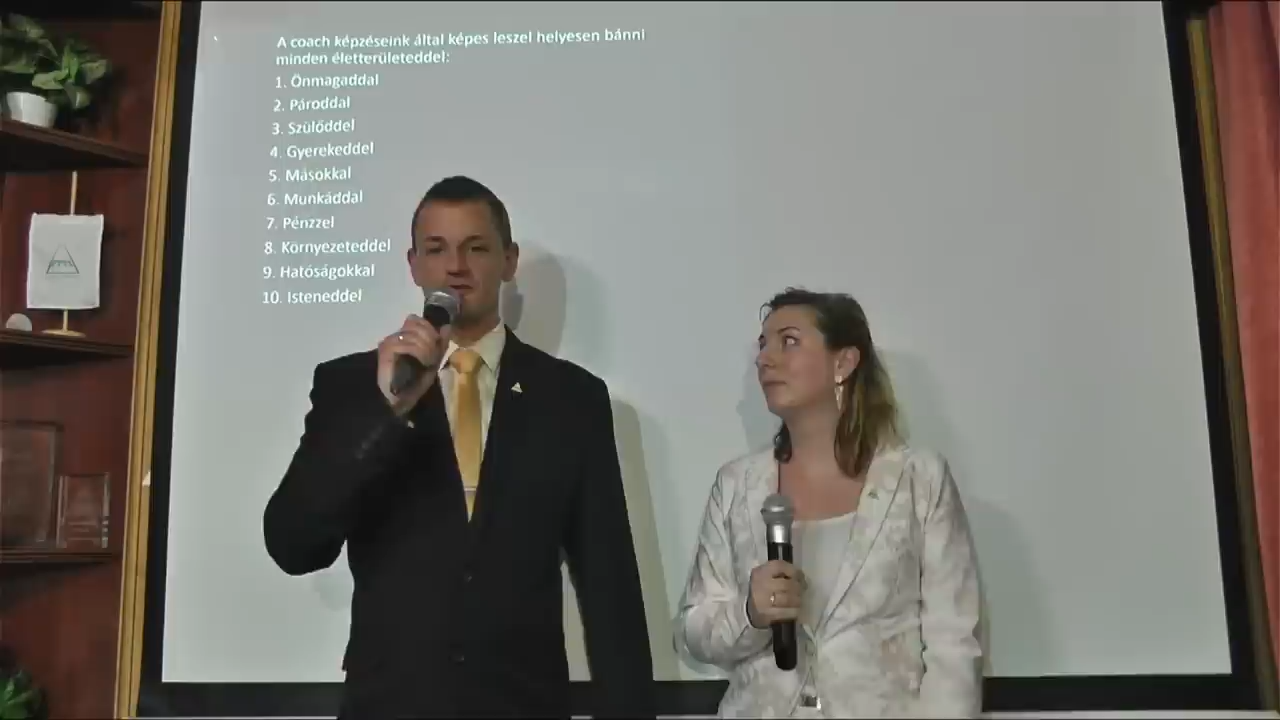 A coach képzéseink által képes leszel helyesen bánni
minden életterületeddel:
1. Önmagaddal
2. Pároddal
3. Szülőddel
4. Gyerekeddel
5. Másokkal
6. Munkáddal
7. Pénzzel
8. Környezeteddel
9. Hatóságokkal
10. Isteneddel